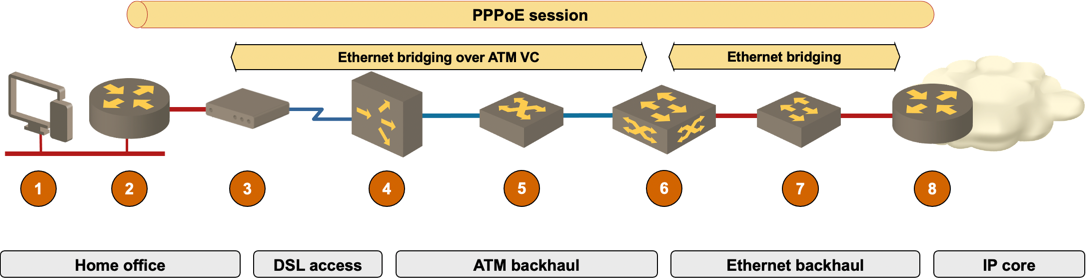 PPPoE session
Ethernet bridging over ATM VC
Ethernet bridging
1
2
3
4
5
6
7
8
Home office
DSL access
ATM backhaul
Ethernet backhaul
IP core